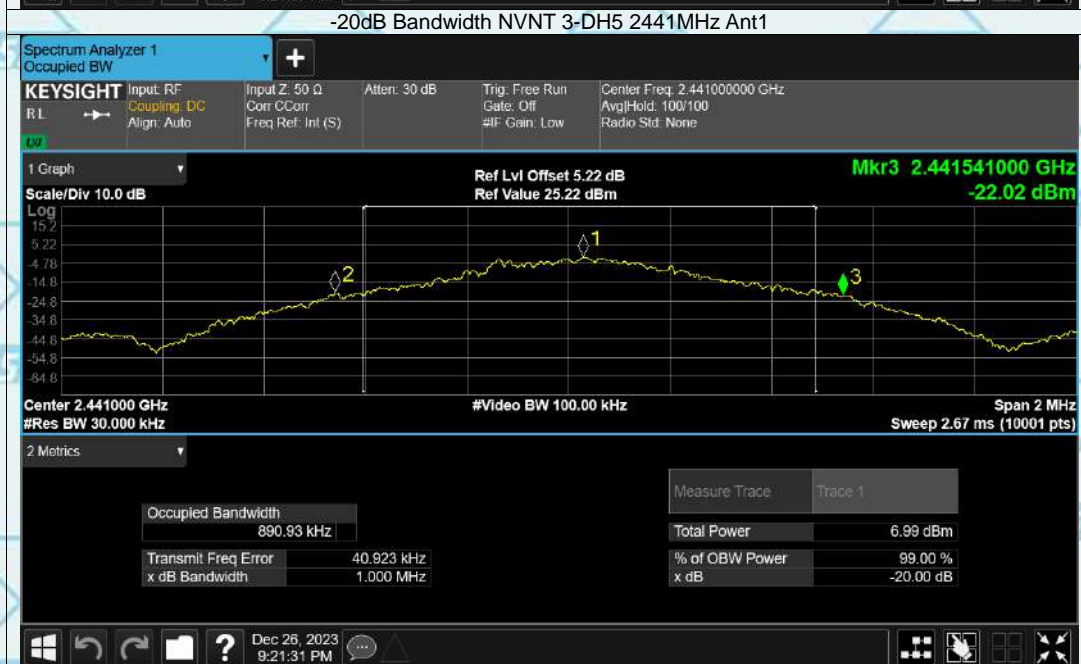 -20dB Bandwidth NVNT 3-DH5 2441MHz Ant1
Spectrum Analyzer 1
Occupied BW
+
KEYSIGHT Input: RF Input Z: 50 Ω Atten: 30 dB Trig: Free Run Center Freq: 2.441000000 GHz
R L Coupling: DC Corr CCorr Gate: Off Avg|Hold: 100/100
Align: Auto Freq Ref: Int (S) #IF Gain: Low Radio Std: None
LXI
1 Graph Ref Lvl Offset 5.22 dB Mkr3 2.441541000 GHz
Scale/Div 10.0 dB Ref Value 25.22 dBm -22.02 dBm
Log
15.2
5.22
-4.78
-14.8
-24.8
-34.8
-44.8
-54.8
-64.8
1
2
3
Center 2.441000 GHz #Video BW 100.00 kHz Span 2 MHz
#Res BW 30.000 kHz Sweep 2.67 ms (10001 pts)
2 Metrics
Measure Trace Trace 1
Occupied Bandwidth
890.93 kHz Total Power 6.99 dBm
Transmit Freq Error 40.923 kHz % of OBW Power 99.00 %
x dB Bandwidth 1.000 MHz x dB -20.00 dB
? Dec 26, 2023
9:21:31 PM